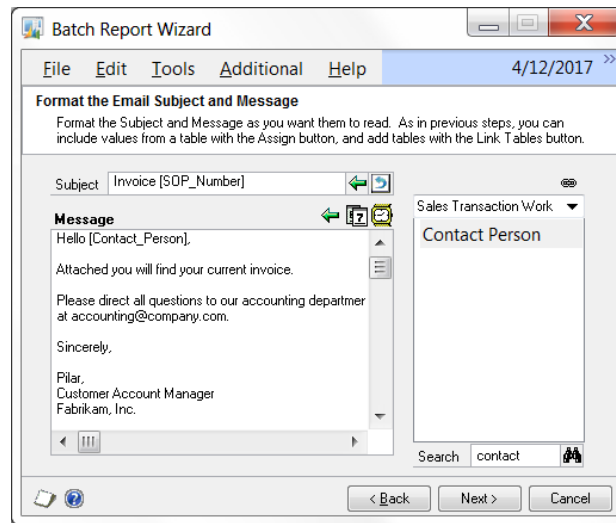 Batch Report Wizard
File Edit Tools Additional Help 4/12/2017 »
Format the Email Subject and Message
Format the Subject and Message as you want them to read. As in previous steps, you can
include values from a table with the Assign button, and add tables with the Link Tables button.
Subject Invoice [SOP_Number]
Message
7
Hello [Contact_Person],
Attached you will find your current invoice.
Please direct all questions to our accounting departmer
at accounting@company.com.
Sincerely,
Pilar,
Customer Account Manager
Fabrikam, Inc.
Sales Transaction Work
Contact Person
Search contact
< Back Next > Cancel